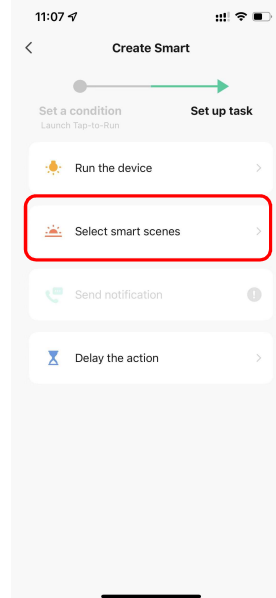 11:07
Create Smart
Set a condition
Launch Tap-to-Run
Set up task
Run the device
Select smart scenes
Send notification
Delay the action